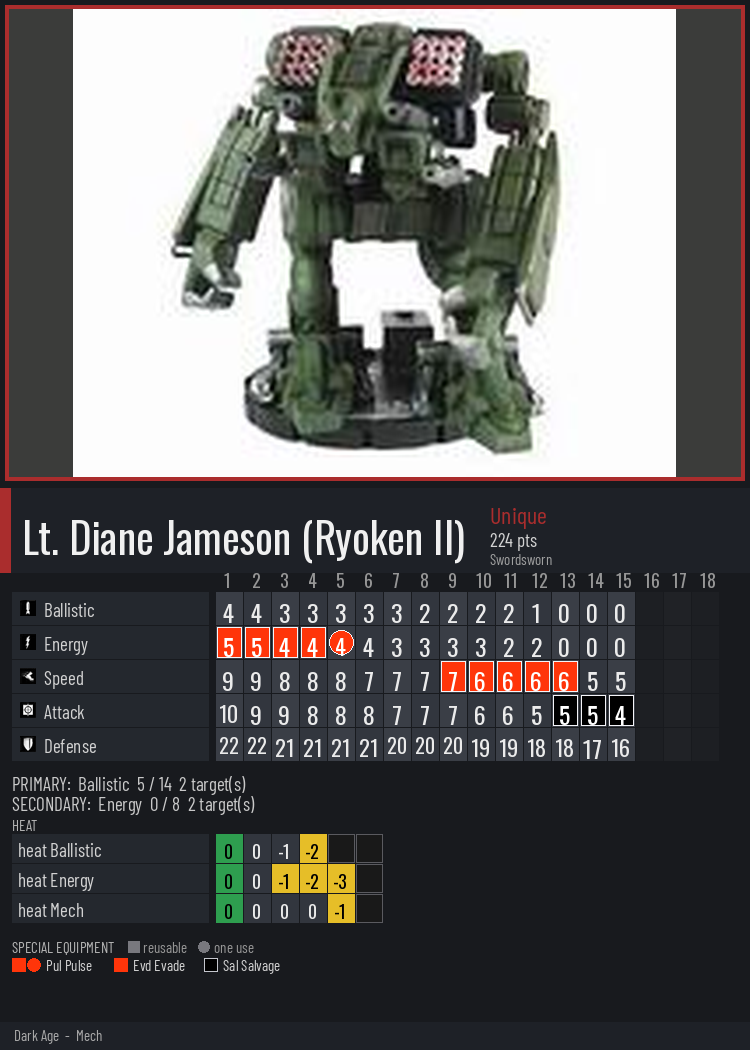 Lt. Diane Jameson (Ryoken II)
Unique
224 pts
Swordsworn
1 2 3 4 5 6 7 8 9 10 11 12 13 14 15 16 17 18
Ballistic 4 4 3 3 3 3 3 2 2 2 2 1 0 0 0
Energy 5 5 4 4 4 4 3 3 3 3 2 2 0 0 0
Speed 9 9 8 8 8 7 7 7 7 6 6 6 6 5 5
Attack 10 9 9 8 8 8 7 7 7 6 6 5 5 5 4
Defense 22 22 21 21 21 21 20 20 20 19 19 18 18 17 16
PRIMARY: Ballistic 5 / 14 2 target(s)
SECONDARY: Energy 0 / 8 2 target(s)
HEAT
heat Ballistic 0 0 -1 -2
heat Energy 0 0 -1 -2 -3
heat Mech 0 0 0 0 -1
SPECIAL EQUIPMENT reusable one use
Pul Pulse Evd Evade Sal Salvage
Dark Age - Mech